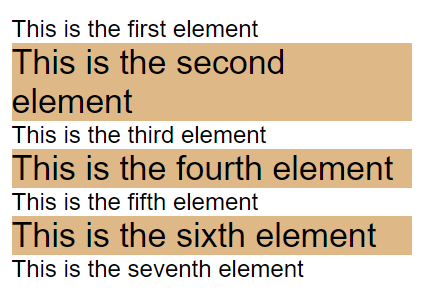 This is the first element
This is the second
element
This is the third element
This is the fourth element
This is the fifth element
This is the sixth element
This is the seventh element